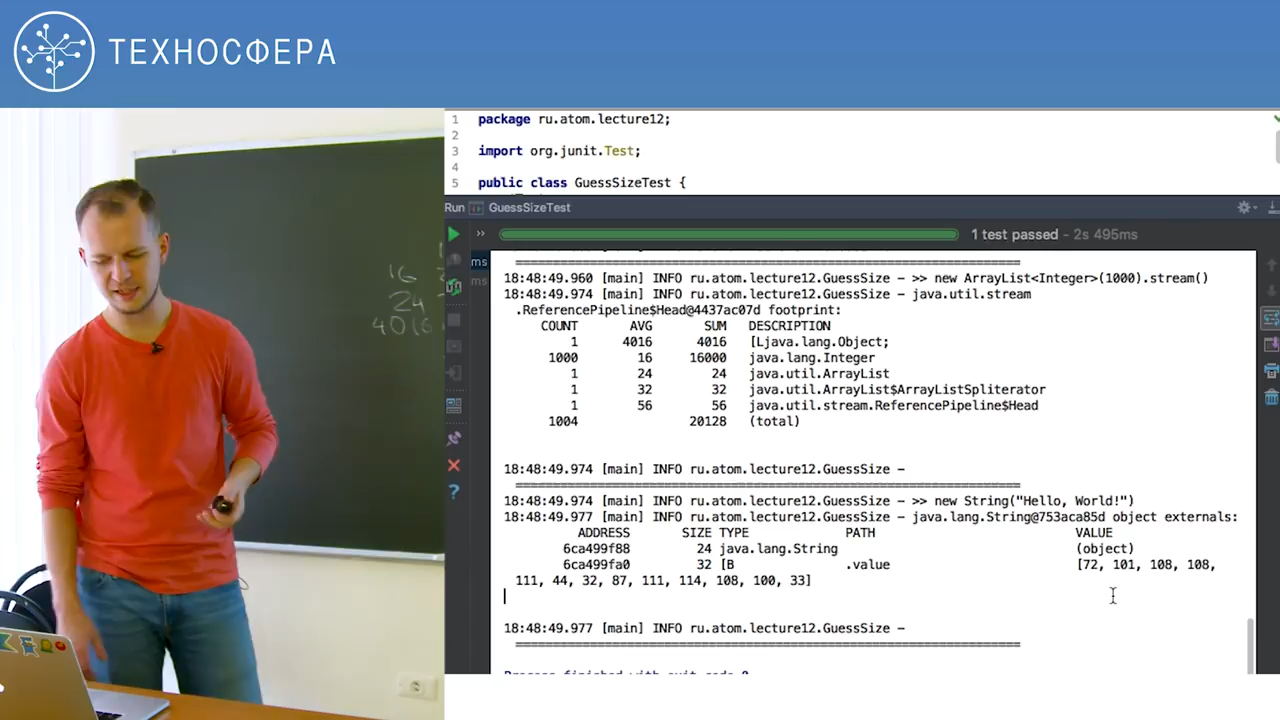 ТЕХНОСФЕРА
1 package ru.atom.lecture12;
2
3 import org.junit.Test;
4
5 public class GuessSizeTest {
Run GuessSizeTest
1 test passed - 2s 495ms
ms
ms
==========================================================
18:48:49.960 [main] INFO ru.atom.lecture12.GuessSize - >> new ArrayList<Integer>(1000).stream()
18:48:49.974 [main] INFO ru.atom.lecture12.GuessSize - java.util.stream
.ReferencePipeline$Head@4437ac07d footprint:
COUNT AVG SUM DESCRIPTION
1 4016 4016 [Ljava.lang.Object;
1000 16 16000 java.lang.Integer
1 24 24 java.util.ArrayList
1 32 32 java.util.ArrayList$ArrayListSpliterator
1 56 56 java.util.stream.ReferencePipeline$Head
1004 20128 (total)
18:48:49.974 [main] INFO ru.atom.lecture12.GuessSize -
==========================================================
18:48:49.974 [main] INFO ru.atom.lecture12.GuessSize - >> new String("Hello, World!")
18:48:49.977 [main] INFO ru.atom.lecture12.GuessSize - java.lang.String@753aca85d object externals:
ADDRESS SIZE TYPE PATH VALUE
6ca499f88 24 java.lang.String (object)
6ca499fa0 32 [B .value [72, 101, 108, 108,
111, 44, 32, 87, 111, 114, 108, 100, 33]
18:48:49.977 [main] INFO ru.atom.lecture12.GuessSize -
==========================================================
Process finished with exit code 0
16
24
4016